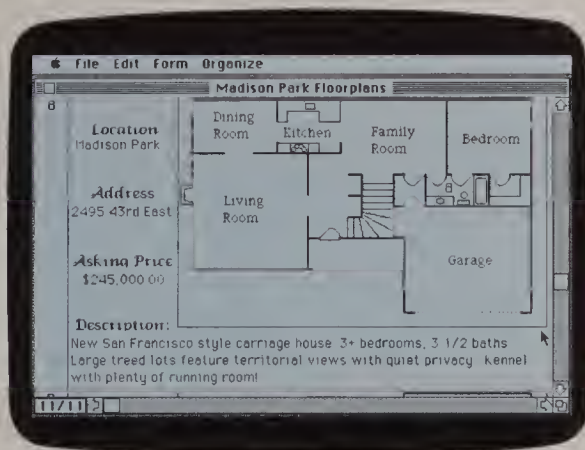 File Edit Form Organize
Madison Park Floorplans
8
Location
Madison Park
Address
2495 43rd East
Asking Price
$245,000.00
Dining
Room
Kitchen
Family
Room
Bedroom
Living
Room
Garage
Description:
New San Francisco style carriage house 3+ bedrooms, 3 1/2 baths
Large treed lots feature territorial views with quiet privacy kennel
with plenty of running room!
11/11